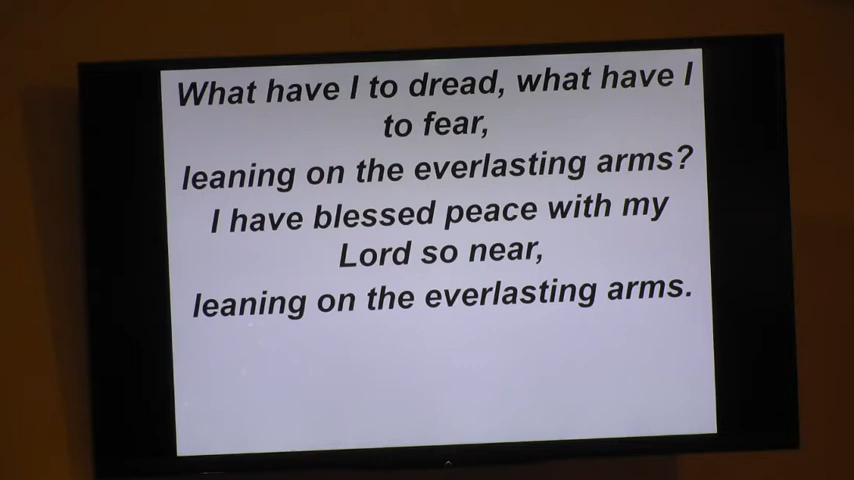 What have I to dread, what have I
to fear,
leaning on the everlasting arms?
I have blessed peace with my
Lord so near,
leaning on the everlasting arms.